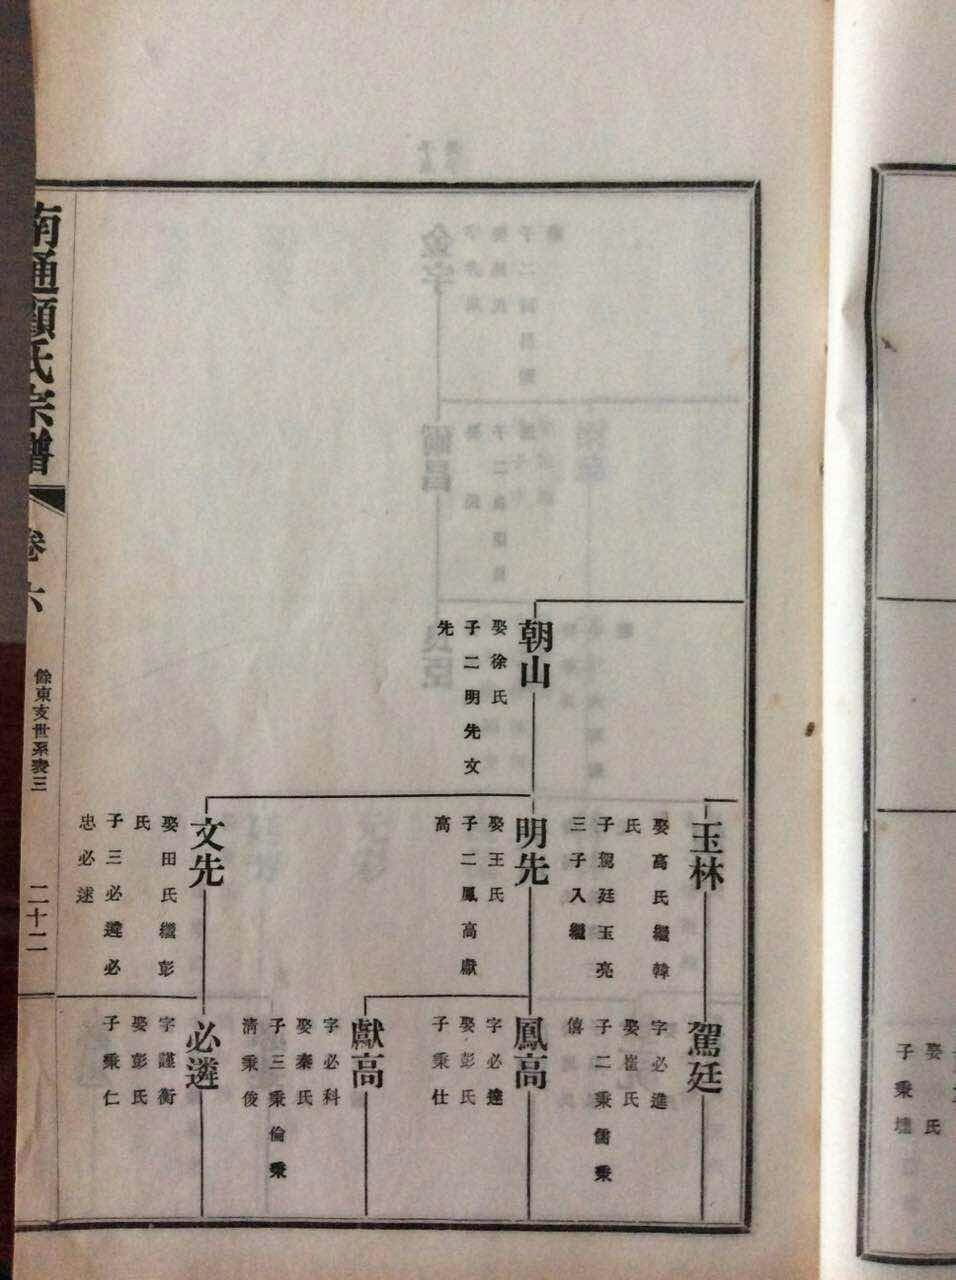 子秉
娶 氏
朝山
娶徐氏
子二明先文
先
玉林
娶高氏繼韓
氏
子駕廷玉亮
三子入繼
明先
娶王氏
子二鳳高獻
高
文先
娶田氏繼彭
氏
子三必遴必
忠必逑
駕廷
字必進
娶崔氏
子二秉儒秉
僖
鳳高
字必達
娶彭氏
子秉仕
獻高
字必科
娶秦氏
子三秉倫秉
清秉俊
必遴
字謹衡
娶彭氏
子秉仁
南通顧氏宗譜
卷六
餘東支世系表三
二十二